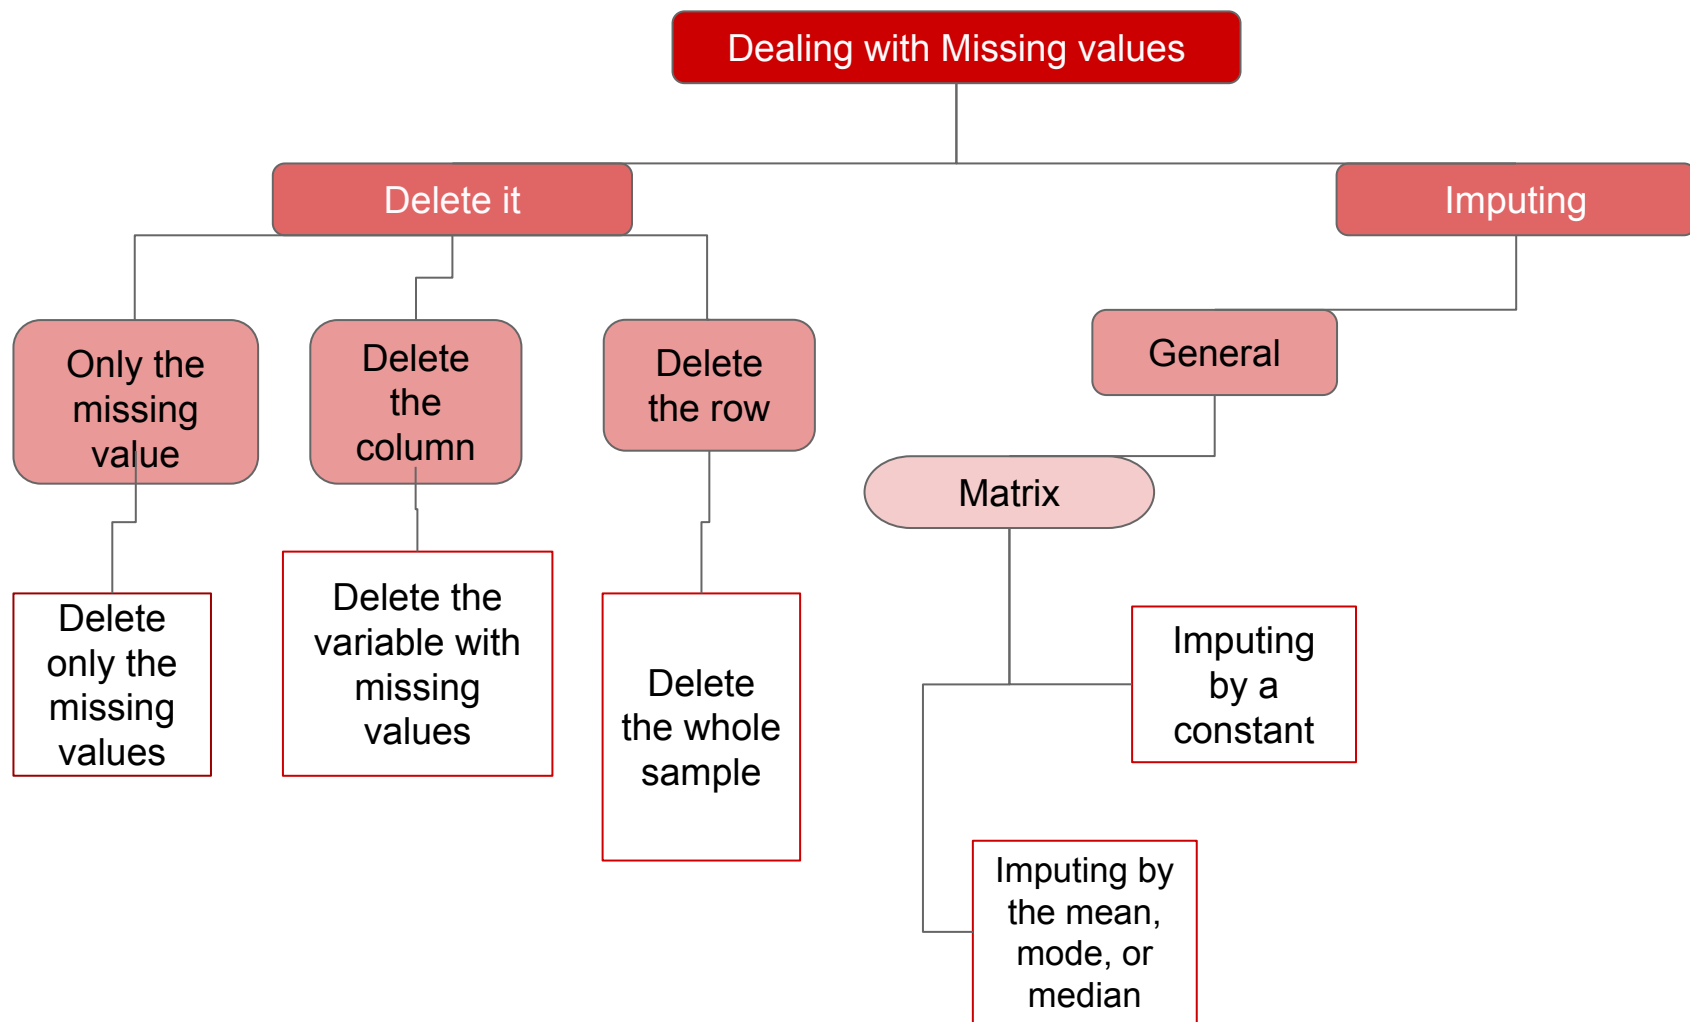 Dealing with Missing values
Delete it
Imputing
Only the
missing
value
Delete
the
column
Delete
the row
General
Matrix
Delete
only the
missing
values
Delete the
variable with
missing
values
Delete
the whole
sample
Imputing
by a
constant
Imputing by
the mean,
mode, or
median